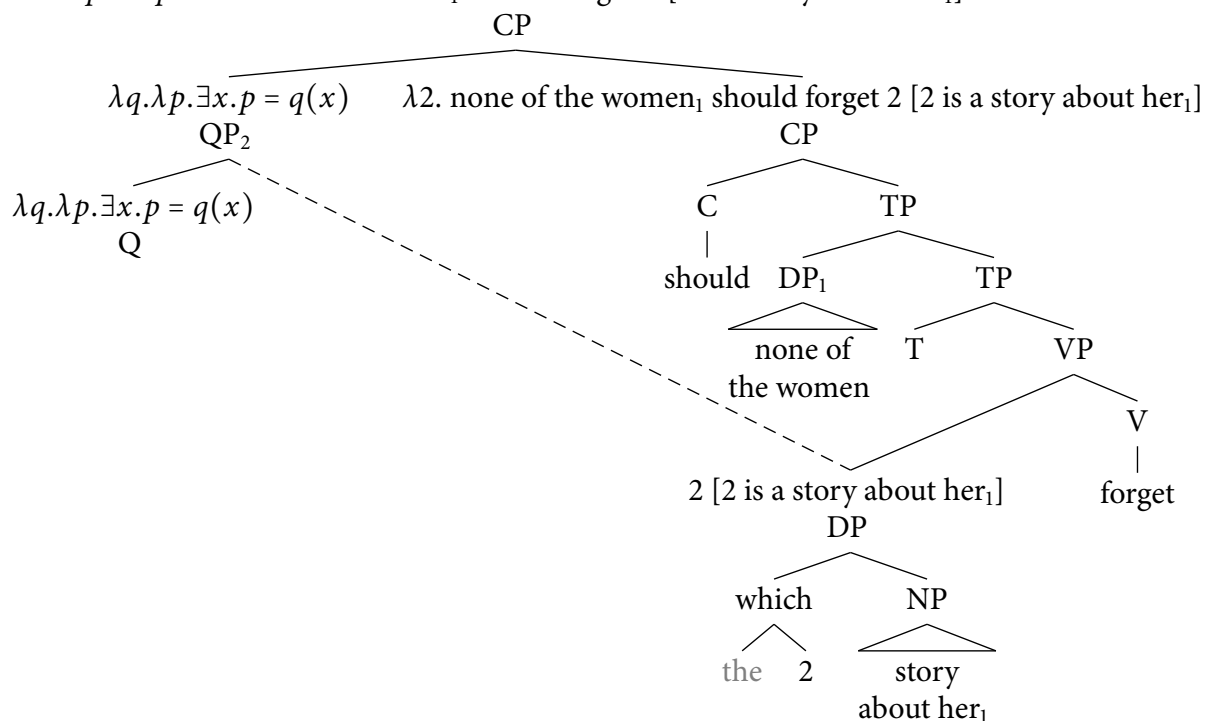 CP
λq.λp.∃x.p = q(x) λ2. none of the women₁ should forget 2 [2 is a story about her₁]
QP₂ CP
λq.λp.∃x.p = q(x) C TP
Q
should DP₁ TP
none of T VP
the women
V
2 [2 is a story about her₁] forget
DP
which NP
the 2 story
about her₁